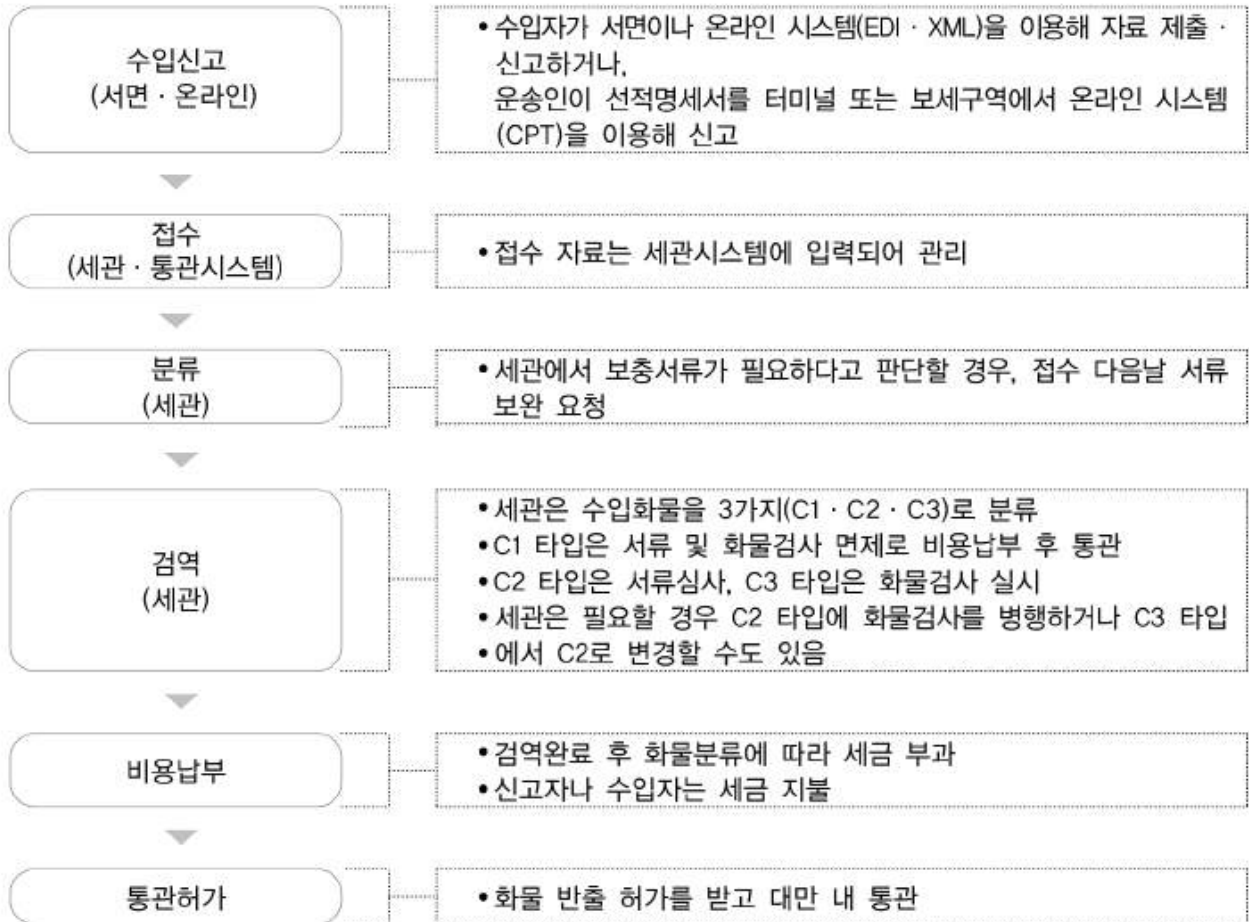 수입신고
(서면 · 온라인)
• 수입자가 서면이나 온라인 시스템(EDI · XML)을 이용해 자료 제출 ·
신고하거나,
운송인이 선적명세서를 터미널 또는 보세구역에서 온라인 시스템
(CPT)을 이용해 신고
접수
(세관 · 통관시스템)
• 접수 자료는 세관시스템에 입력되어 관리
분류
(세관)
• 세관에서 보충서류가 필요하다고 판단할 경우, 접수 다음날 서류
보완 요청
검역
(세관)
• 세관은 수입화물을 3가지(C1 · C2 · C3)로 분류
• C1 타입은 서류 및 화물검사 면제로 비용납부 후 통관
• C2 타입은 서류심사, C3 타입은 화물검사 실시
• 세관은 필요할 경우 C2 타입에 화물검사를 병행하거나 C3 타입
• 에서 C2로 변경할 수도 있음
비용납부
• 검역완료 후 화물분류에 따라 세금 부과
• 신고자나 수입자는 세금 지불
통관허가
• 화물 반출 허가를 받고 대만 내 통관